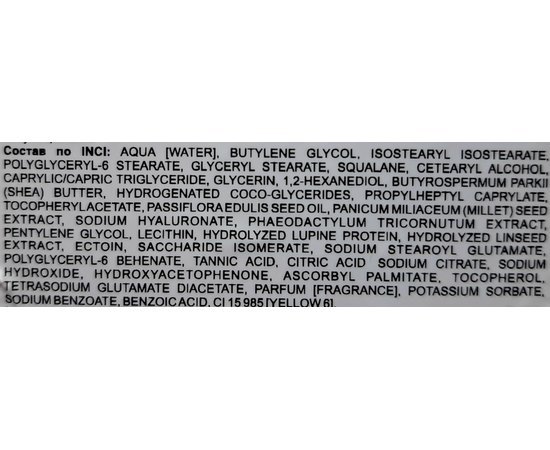 Состав по INCI: AQUA [WATER], BUTYLENE GLYCOL, ISOSTEARYL ISOSTEARATE,
POLYGLYCERYL-6 STEARATE, GLYCERYL STEARATE, SQUALANE, CETEARYL ALCOHOL,
CAPRYLIC/CAPRIC TRIGLYCERIDE, GLYCERIN, 1,2-HEXANEDIOL, BUTYROSPERMUM PARKII
(SHEA) BUTTER, HYDROGENATED COCO-GLYCERIDES, PROPYLHEPTYL CAPRYLATE,
TOCOPHERYLACETATE, PASSIFLORA EDULIS SEED OIL, PANICUM MILIACEUM (MILLET) SEED
EXTRACT, SODIUM HYALURONATE, PHAEODACTYLUM TRICORNUTUM EXTRACT,
PENTYLENE GLYCOL, LECITHIN, HYDROLYZED LUPINE PROTEIN, HYDROLYZED LINSEED
EXTRACT, ECTOIN, SACCHARIDE ISOMERATE, SODIUM STEAROYL GLUTAMATE,
POLYGLYCERYL-6 BEHENATE, TANNIC ACID, CITRIC ACID SODIUM CITRATE, SODIUM
HYDROXIDE, HYDROXYACETOPHENONE, ASCORBYL PALMITATE, TOCOPHEROL,
TETRASODIUM GLUTAMATE DIACETATE, PARFUM [FRAGRANCE], POTASSIUM SORBATE,
SODIUM BENZOATE, BENZOIC ACID, CI 15 985 [YELLOW 6].